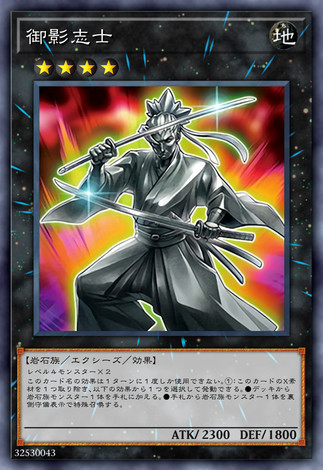 御影志士
地
【岩石族／エクシーズ／効果】
レベル４モンスター×２
このカード名の効果は１ターンに１度しか使用できない。①：このカードのX素
材を１つ取り除き、以下の効果から１つを選択して発動できる。●デッキから
岩石族モンスター１体を手札に加える。●手札から岩石族モンスター１体を裏
側守備表示で特殊召喚する。
ATK/ 2300 DEF/1800
32530043